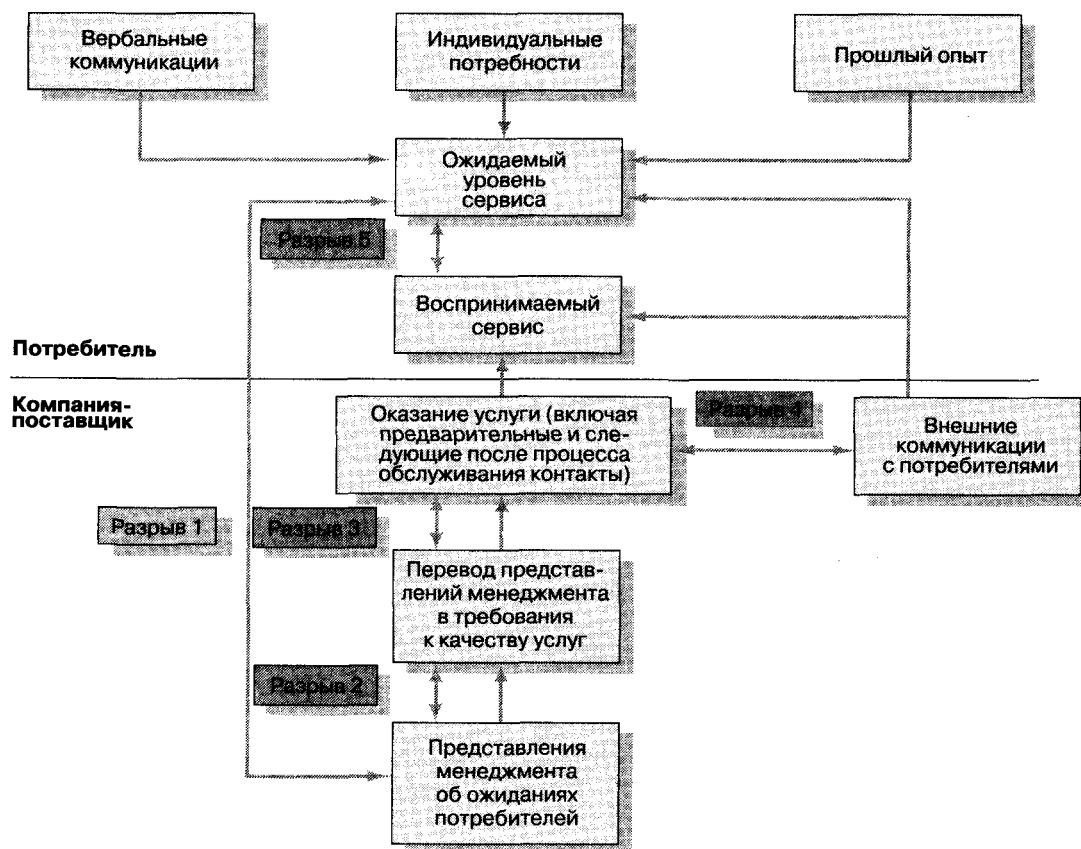 Вербальные
коммуникации
Индивидуальные
потребности
Прошлый опыт
Ожидаемый
уровень
сервиса
Разрыв 5
Воспринимаемый
сервис
Потребитель
Компания-
поставщик
Оказание услуги (включая
предварительные и сле-
дующие после процесса
обслуживания контакты)
Разрыв 4
Внешние
коммуникации
с потребителями
Разрыв 1
Разрыв 3
Перевод представ-
лений менеджмента
в требования
к качеству услуг
Разрыв 2
Представления
менеджмента
об ожиданиях
потребителей